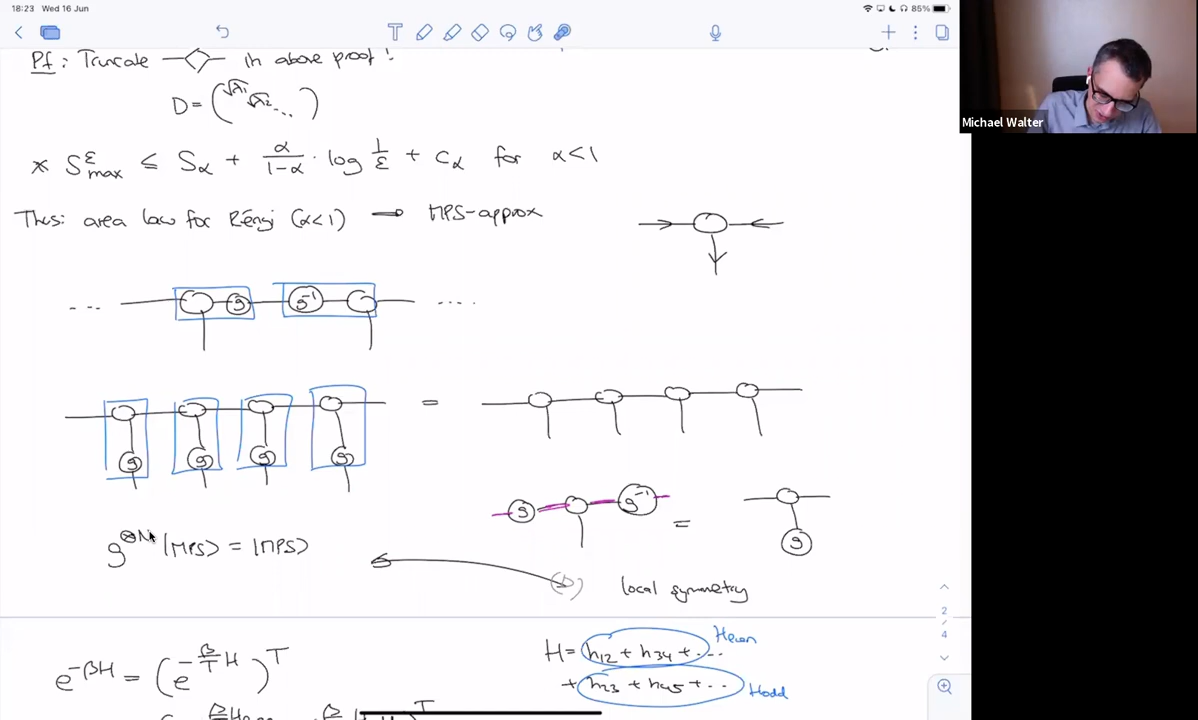 18:23 Wed 16 Jun
85%
Pf: Truncate in above proof!
D = (√λ1 √λ2 ...)
* S^ε_max ≤ S_α + α/(1-α) · log 1/ε + C_α for α<1
Thus: area law for Rényi (α<1) → MPS-approx
... g g^-1 ....
g g g g =
g g^-1 = g
g^⊗N |MPS> = |MPS>
local symmetry
e^{-βH} = (e^{-β/T H})^T
H = h12 + h34 + ... Heven
+ h23 + h45 + ... Hodd
2
4
Michael Walter